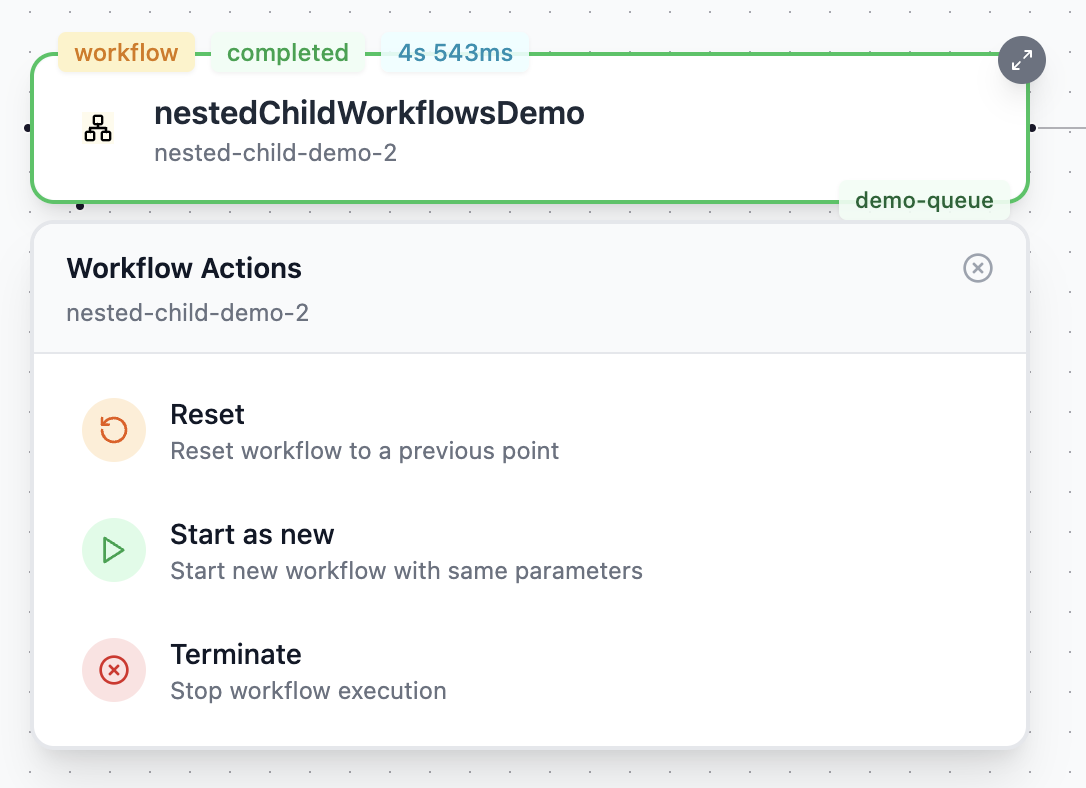 workflow completed 4s 543ms
nestedChildWorkflowsDemo
nested-child-demo-2
demo-queue
Workflow Actions
nested-child-demo-2
Reset
Reset workflow to a previous point
Start as new
Start new workflow with same parameters
Terminate
Stop workflow execution